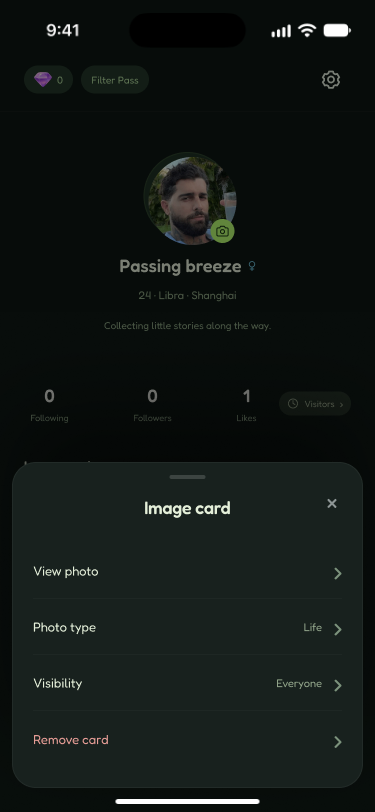 9:41
0
Filter Pass
Passing breeze ♀
24 · Libra · Shanghai
Collecting little stories along the way.
0
0
1
Visitors ›
Following
Followers
Likes
Image card
View photo
Photo type
Life
Visibility
Everyone
Remove card